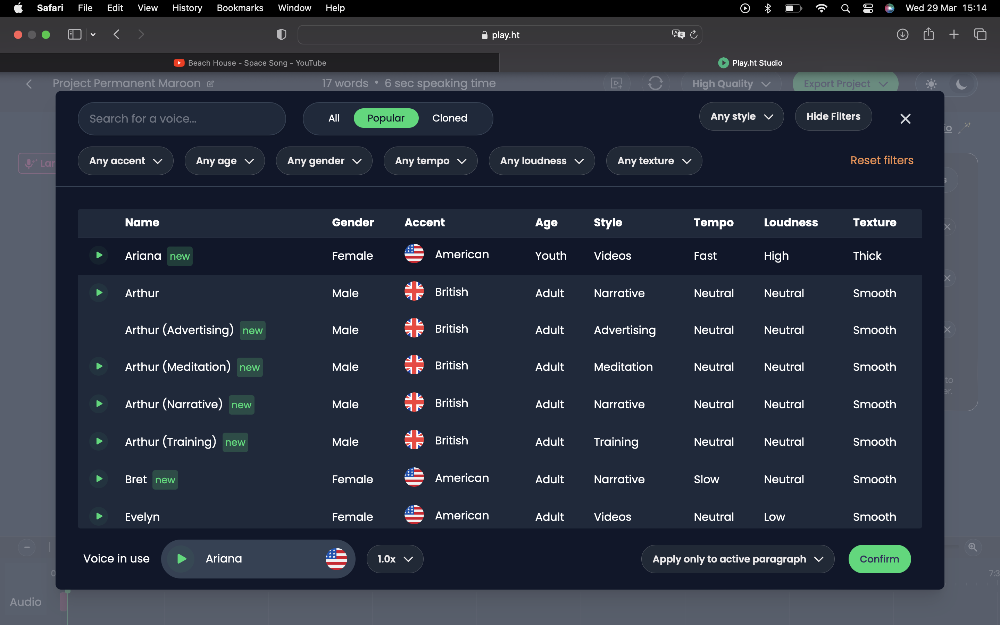 Safari File Edit View History Bookmarks Window Help Wed 29 Mar 15:14
play.ht
Beach House - Space Song - YouTube Play.ht Studio
Project Permanent Maroon 17 words • 6 sec speaking time High Quality Export Project
Search for a voice... All Popular Cloned Any style Hide Filters
io
Any accent Any age Any gender Any tempo Any loudness Any texture Reset filters
Lar
s
Name Gender Accent Age Style Tempo Loudness Texture
Ariana new Female American Youth Videos Fast High Thick
Arthur Male British Adult Narrative Neutral Neutral Smooth
Arthur (Advertising) new Male British Adult Advertising Neutral Neutral Smooth
Arthur (Meditation) new Male British Adult Meditation Neutral Neutral Smooth
to
er.
Arthur (Narrative) new Male British Adult Narrative Neutral Neutral Smooth
Arthur (Training) new Male British Adult Training Neutral Neutral Smooth
Bret new Female American Adult Narrative Slow Neutral Smooth
Evelyn Female American Adult Videos Neutral Low Smooth
Voice in use Ariana 1.0x Apply only to active paragraph Confirm
0 7:3
Audio